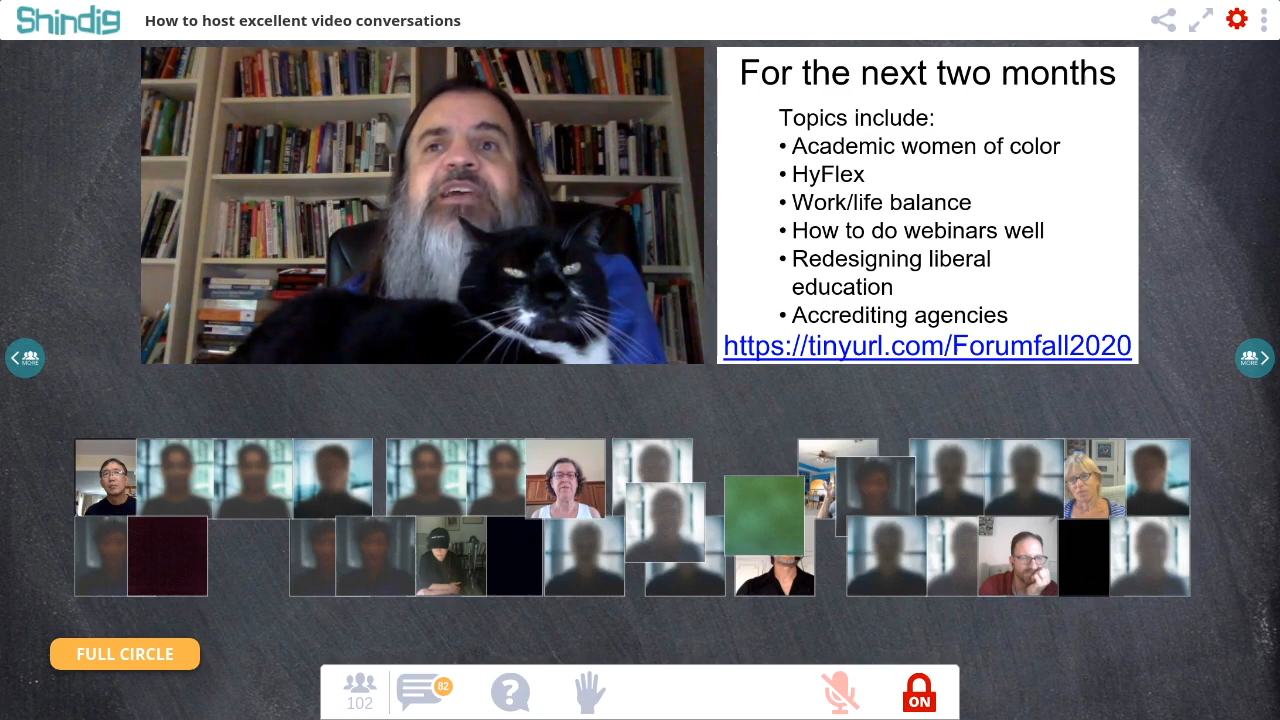 Shindig
How to host excellent video conversations
For the next two months
Topics include:
• Academic women of color
• HyFlex
• Work/life balance
• How to do webinars well
• Redesigning liberal
education
• Accrediting agencies
https://tinyurl.com/Forumfall2020
MORE
MORE
FULL CIRCLE
102
82
?
ON